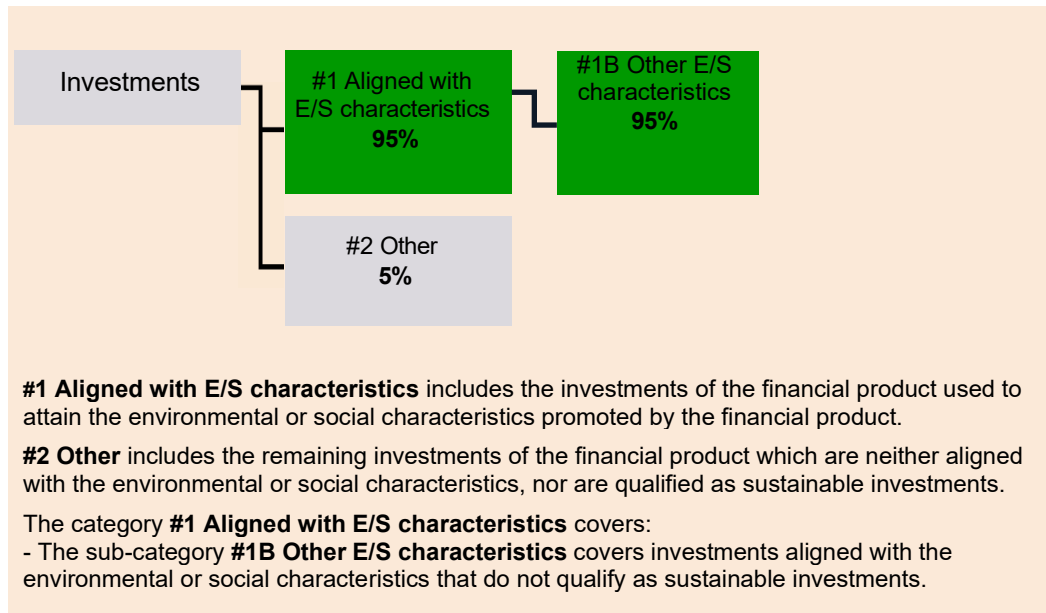 Investments
#1 Aligned with
E/S characteristics
95%
#1B Other E/S
characteristics
95%
#2 Other
5%
#1 Aligned with E/S characteristics includes the investments of the financial product used to
attain the environmental or social characteristics promoted by the financial product.
#2 Other includes the remaining investments of the financial product which are neither aligned
with the environmental or social characteristics, nor are qualified as sustainable investments.
The category #1 Aligned with E/S characteristics covers:
- The sub-category #1B Other E/S characteristics covers investments aligned with the
environmental or social characteristics that do not qualify as sustainable investments.